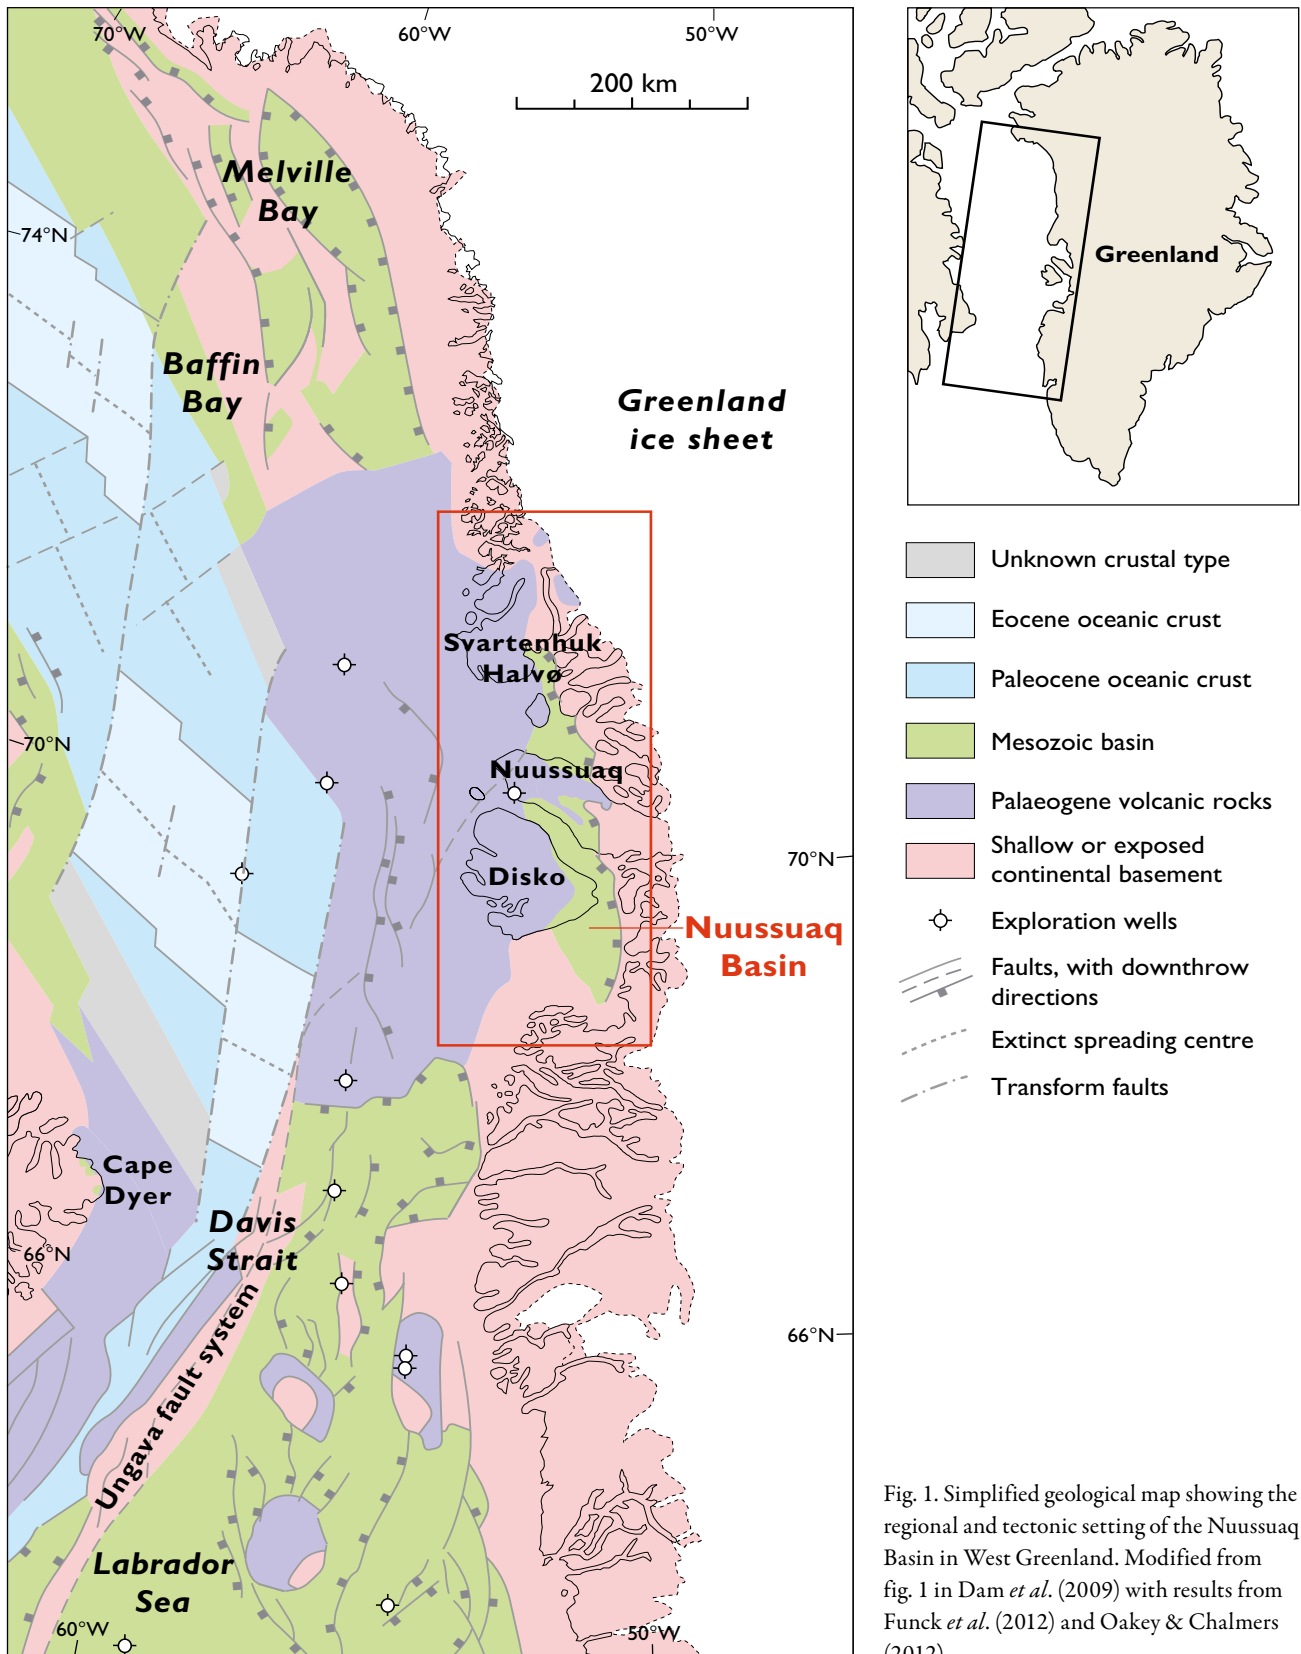 70°W
60°W
50°W
200 km
Melville
Bay
74°N
Baffin
Bay
Greenland
ice sheet
Svartenhuk
Halvø
70°N
Nuussuaq
70°N
Disko
Nuussuaq
Basin
Cape
Dyer
Davis
Strait
66°N
Ungava fault system
66°N
Labrador
Sea
60°W
50°W
Greenland
Unknown crustal type
Eocene oceanic crust
Paleocene oceanic crust
Mesozoic basin
Palaeogene volcanic rocks
Shallow or exposed
continental basement
Exploration wells
Faults, with downthrow
directions
Extinct spreading centre
Transform faults
Fig. 1. Simplified geological map showing the
regional and tectonic setting of the Nuussuaq
Basin in West Greenland. Modified from
fig. 1 in Dam et al. (2009) with results from
Funck et al. (2012) and Oakey & Chalmers
(2012)